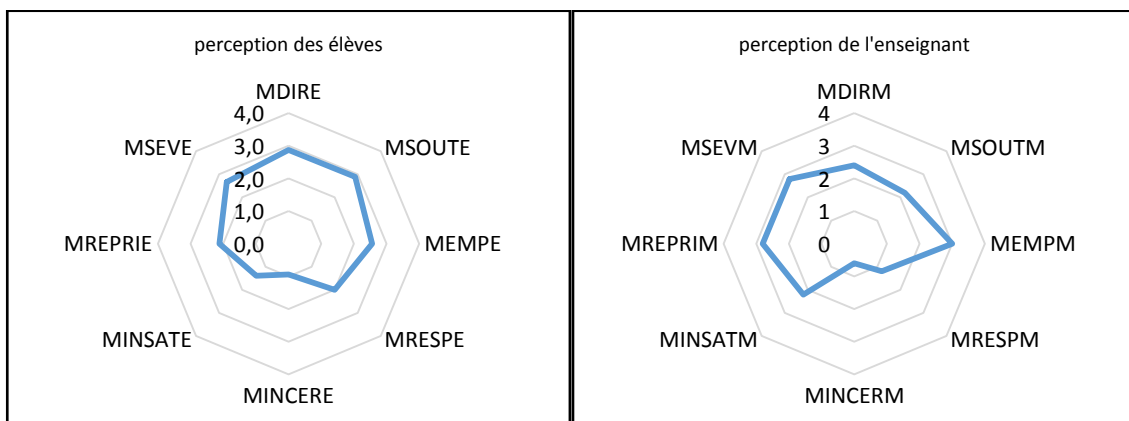 perception des élèves
MDIRE
4,0
3,0
2,0
1,0
0,0
MSOUTE
MEMPE
MRESPE
MINCERE
MINSATE
MREPRIE
MSEVE
perception de l'enseignant
MDIRM
4
3
2
1
0
MSOUTM
MEMPM
MRESPM
MINCERM
MINSATM
MREPRIM
MSEVM